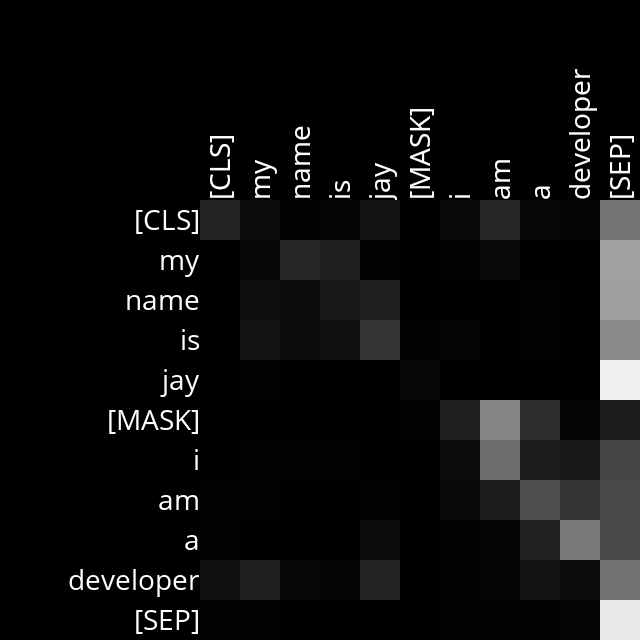 [CLS] my name is jay [MASK] i am a developer [SEP]
[CLS]
my
name
is
jay
[MASK]
i
am
a
developer
[SEP]